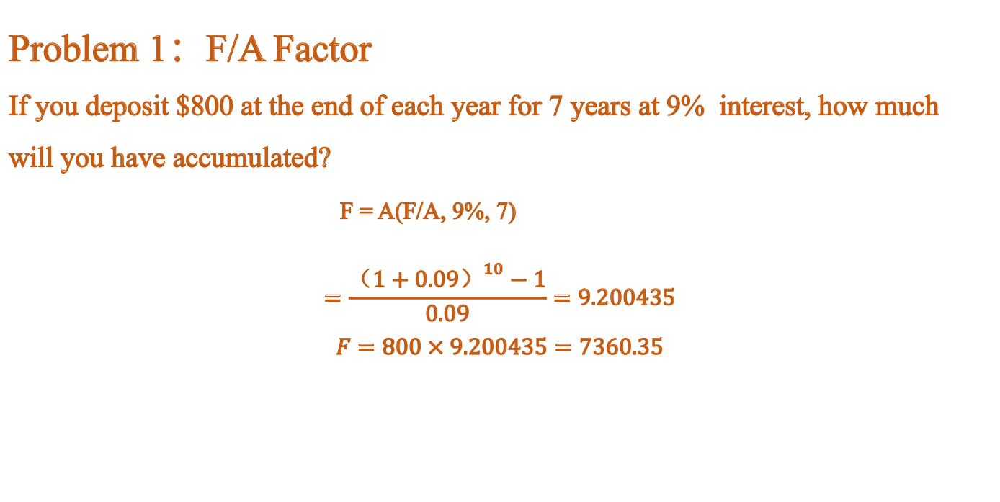 Problem 1：F/A Factor
If you deposit $800 at the end of each year for 7 years at 9%  interest, how much
will you have accumulated?
F = A(F/A, 9%, 7)
= （1 + 0.09）^10 − 1 / 0.09 = 9.200435
F = 800 × 9.200435 = 7360.35